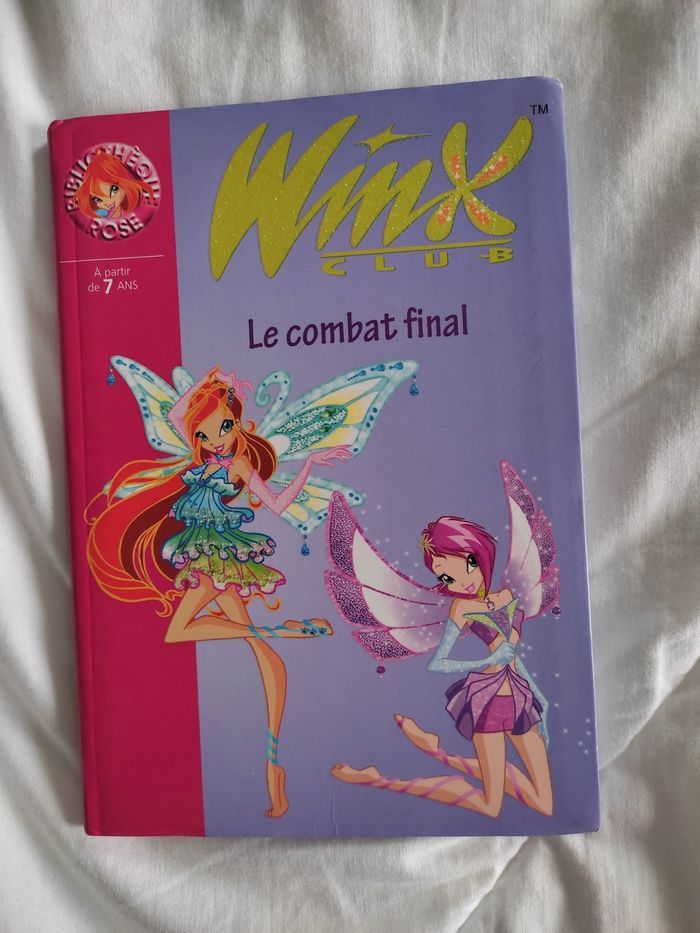 BIBLIOTHÈQUE
ROSE
À partir
de 7 ANS
Winx TM
CLUB
Le combat final